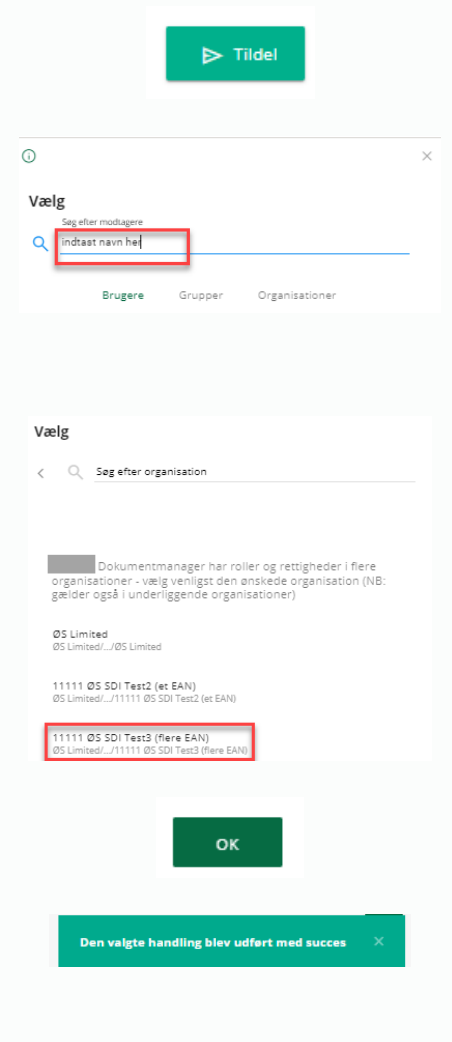 Tildel
Vælg
Søg efter modtagere
indtast navn her
Brugere Grupper Organisationer
Vælg
Søg efter organisation
Dokumentmanager har roller og rettigheder i flere
organisationer - vælg venligst den ønskede organisation (NB:
gælder også i underliggende organisationer)
ØS Limited
ØS Limited/.../ØS Limited
11111 ØS SDI Test2 (et EAN)
ØS Limited/.../11111 ØS SDI Test2 (et EAN)
11111 ØS SDI Test3 (flere EAN)
ØS Limited/.../11111 ØS SDI Test3 (flere EAN)
OK
Den valgte handling blev udført med succes